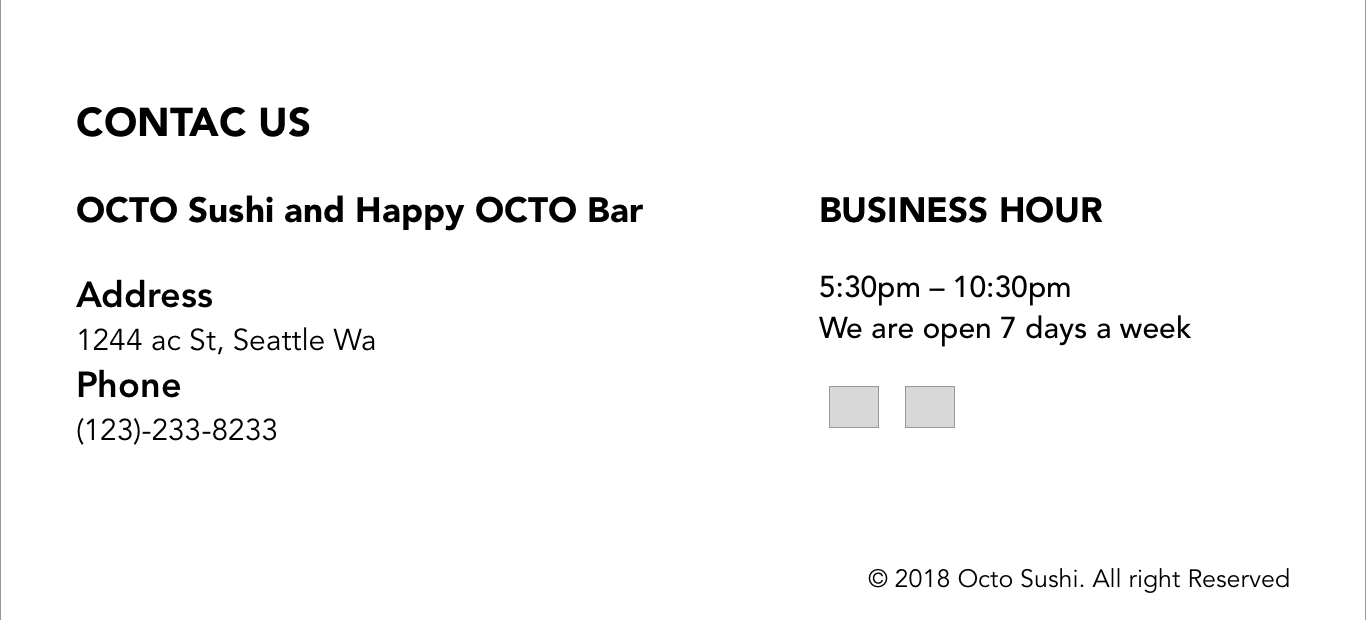 CONTAC US
OCTO Sushi and Happy OCTO Bar
Address
1244 ac St, Seattle Wa
Phone
(123)-233-8233
BUSINESS HOUR
5:30pm – 10:30pm
We are open 7 days a week
© 2018 Octo Sushi. All right Reserved